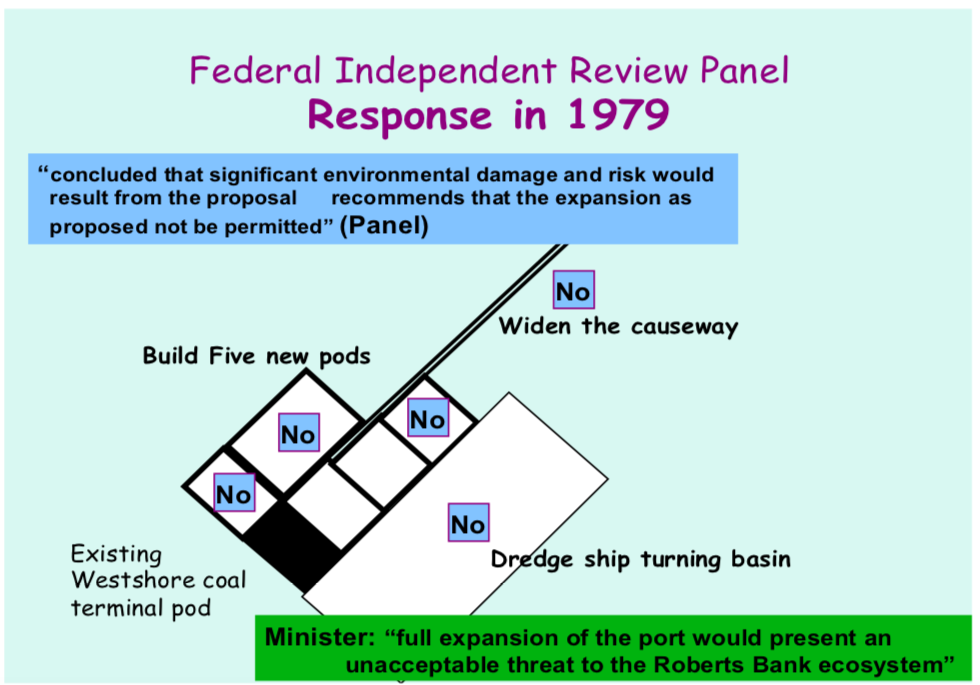 Federal Independent Review Panel
Response in 1979
“concluded that significant environmental damage and risk would
result from the proposal recommends that the expansion as
proposed not be permitted” (Panel)
No
Widen the causeway
Build Five new pods
No
No
No
No
Dredge ship turning basin
Existing
Westshore coal
terminal pod
Minister: “full expansion of the port would present an
unacceptable threat to the Roberts Bank ecosystem”